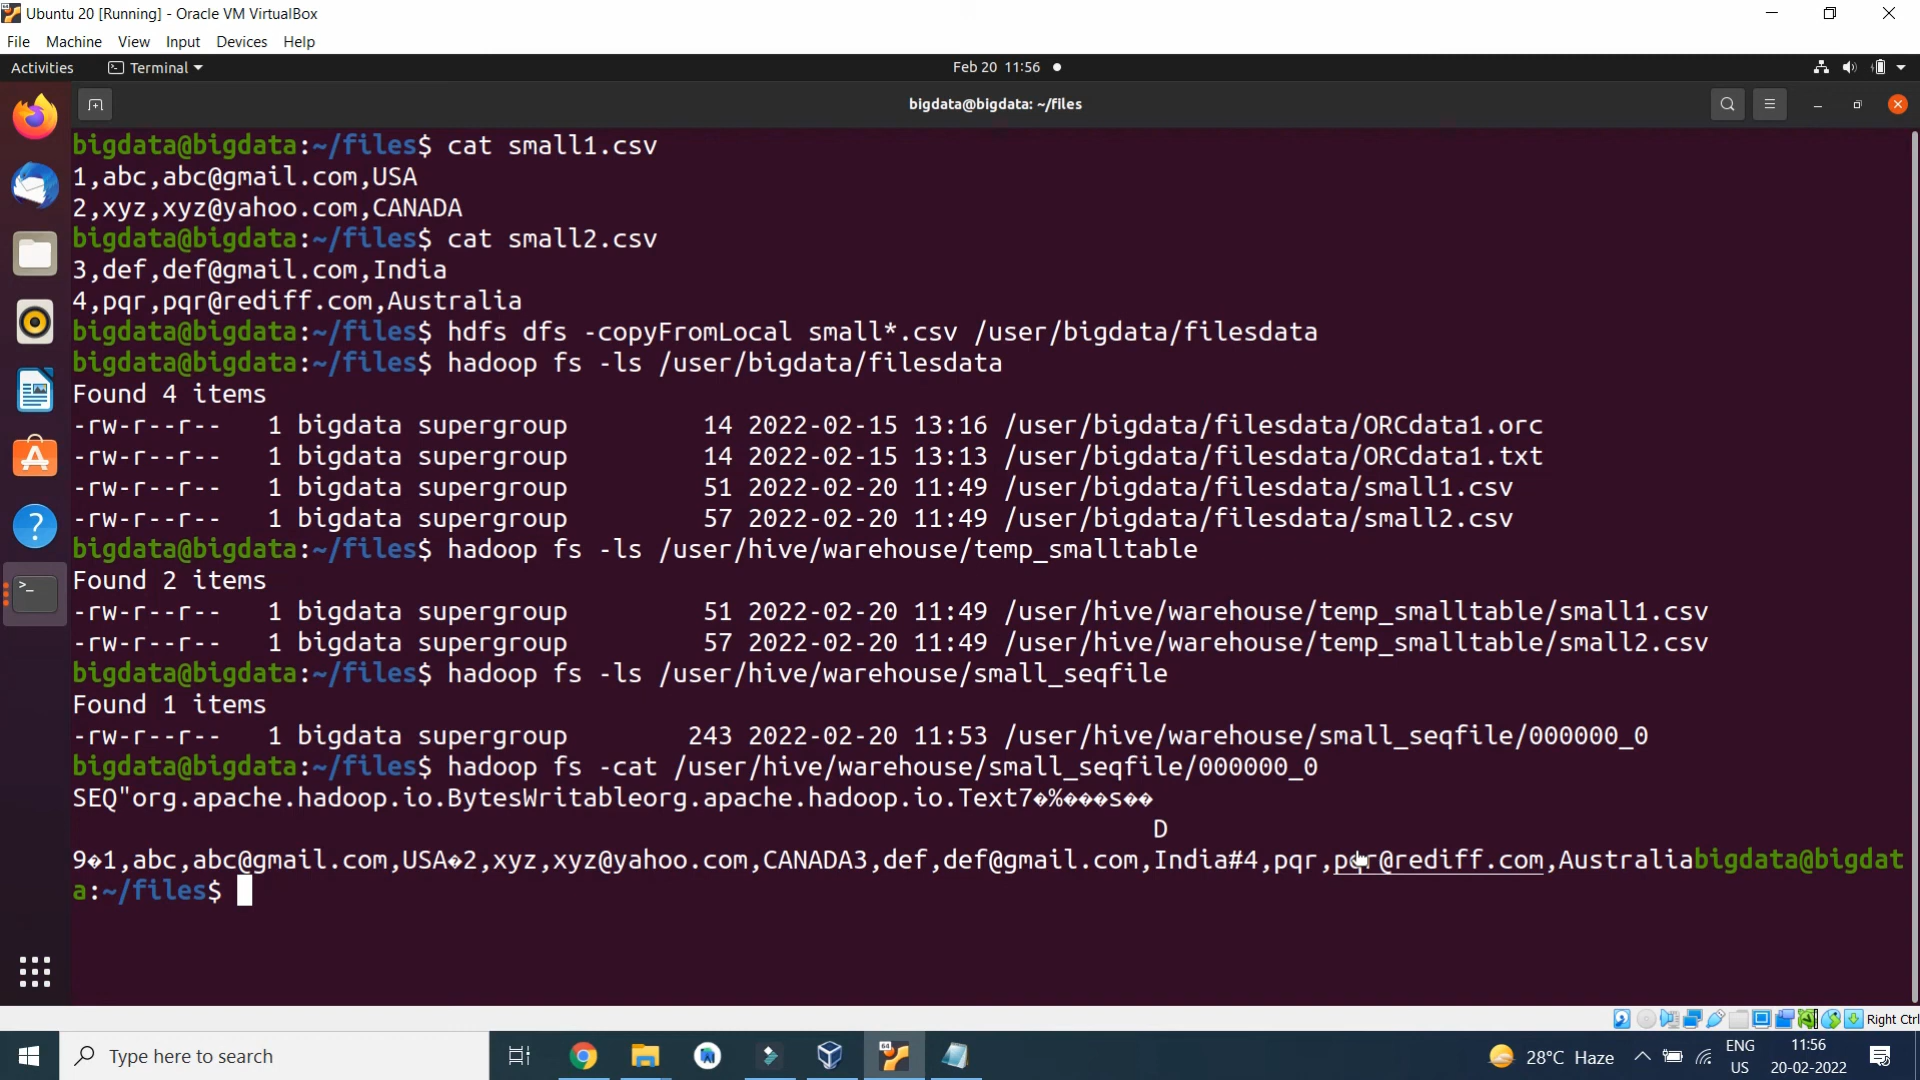 Ubuntu 20 [Running] - Oracle VM VirtualBox
File Machine View Input Devices Help
Activities Terminal Feb 20 11:56
bigdata@bigdata: ~/files
bigdata@bigdata:~/files$ cat small1.csv
1,abc,abc@gmail.com,USA
2,xyz,xyz@yahoo.com,CANADA
bigdata@bigdata:~/files$ cat small2.csv
3,def,def@gmail.com,India
4,pqr,pqr@rediff.com,Australia
bigdata@bigdata:~/files$ hdfs dfs -copyFromLocal small*.csv /user/bigdata/filesdata
bigdata@bigdata:~/files$ hadoop fs -ls /user/bigdata/filesdata
Found 4 items
-rw-r--r--   1 bigdata supergroup         14 2022-02-15 13:16 /user/bigdata/filesdata/ORCdata1.orc
-rw-r--r--   1 bigdata supergroup         14 2022-02-15 13:13 /user/bigdata/filesdata/ORCdata1.txt
-rw-r--r--   1 bigdata supergroup         51 2022-02-20 11:49 /user/bigdata/filesdata/small1.csv
-rw-r--r--   1 bigdata supergroup         57 2022-02-20 11:49 /user/bigdata/filesdata/small2.csv
bigdata@bigdata:~/files$ hadoop fs -ls /user/hive/warehouse/temp_smalltable
Found 2 items
-rw-r--r--   1 bigdata supergroup         51 2022-02-20 11:49 /user/hive/warehouse/temp_smalltable/small1.csv
-rw-r--r--   1 bigdata supergroup         57 2022-02-20 11:49 /user/hive/warehouse/temp_smalltable/small2.csv
bigdata@bigdata:~/files$ hadoop fs -ls /user/hive/warehouse/small_seqfile
Found 1 items
-rw-r--r--   1 bigdata supergroup        243 2022-02-20 11:53 /user/hive/warehouse/small_seqfile/000000_0
bigdata@bigdata:~/files$ hadoop fs -cat /user/hive/warehouse/small_seqfile/000000_0
SEQ"org.apache.hadoop.io.BytesWritableorg.apache.hadoop.io.Text7�%���s��
D
9�1,abc,abc@gmail.com,USA�2,xyz,xyz@yahoo.com,CANADA3,def,def@gmail.com,India#4,pqr,pqr@rediff.com,Australiabigdata@bigdat
a:~/files$
Right Ctrl
Type here to search
28°C Haze
ENG
US
11:56
20-02-2022